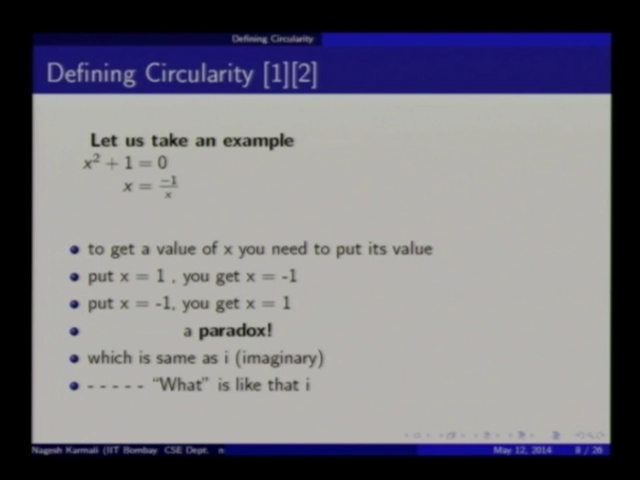 Defining Circularity
Defining Circularity [1][2]
Let us take an example
x² + 1 = 0
x = −1/x
to get a value of x you need to put its value
put x = 1 , you get x = -1
put x = -1, you get x = 1
a paradox!
which is same as i (imaginary)
- - - - - “What” is like that i
Nagesh Karmali (IIT Bombay CSE Dept. n
May 12, 2014
8 / 26